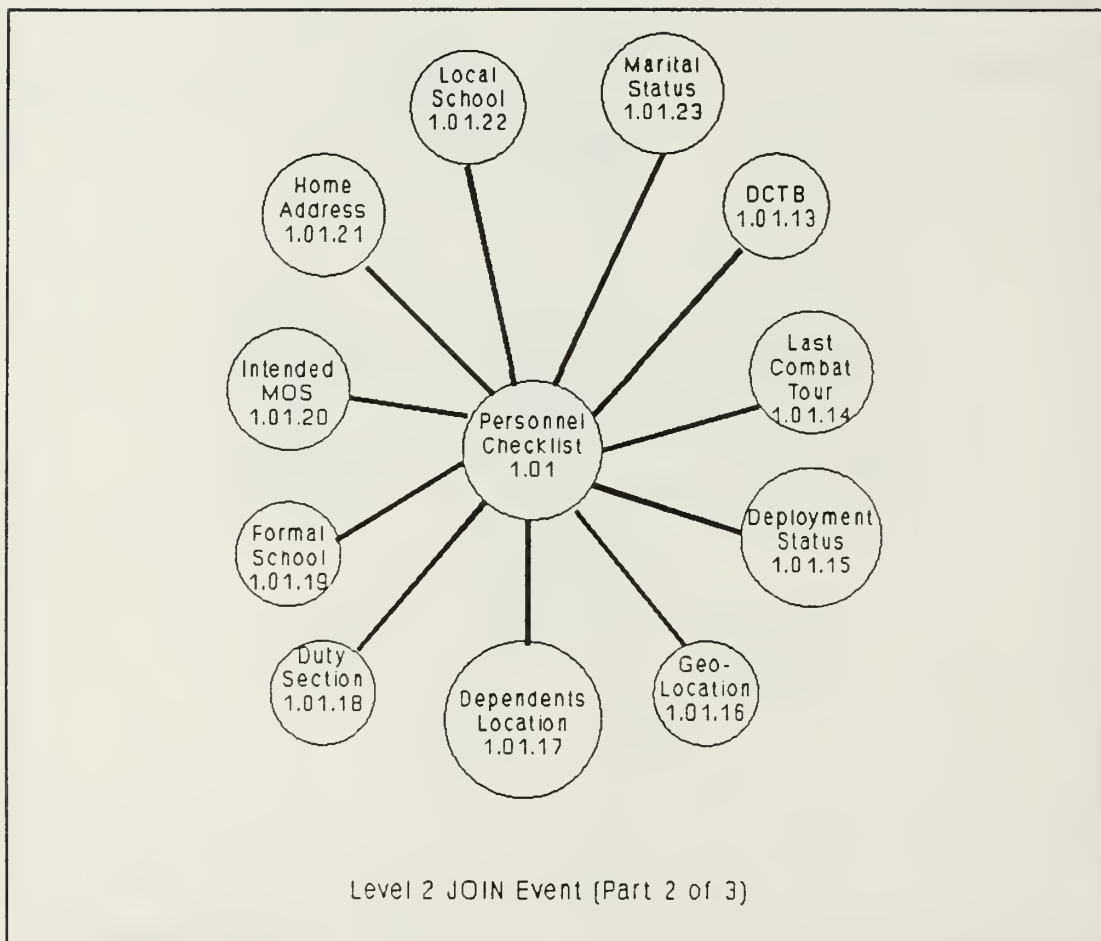 Local
School
1.01.22
Marital
Status
1.01.23
Home
Address
1.01.21
DCTB
1.01.13
Intended
MOS
1.01.20
Last
Combat
Tour
1.01.14
Personnel
Checklist
1.01
Formal
School
1.01.19
Deployment
Status
1.01.15
Duty
Section
1.01.18
Dependents
Location
1.01.17
Geo-
Location
1.01.16
Level 2 JOIN Event (Part 2 of 3)